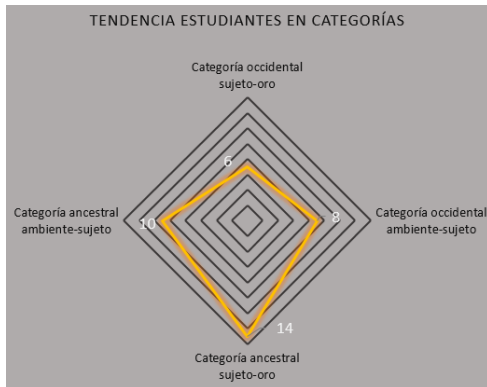 TENDENCIA ESTUDIANTES EN CATEGORÍAS
Categoría occidental
sujeto-oro
6
Categoría ancestral
ambiente-sujeto
10
8
Categoría occidental
ambiente-sujeto
14
Categoría ancestral
sujeto-oro